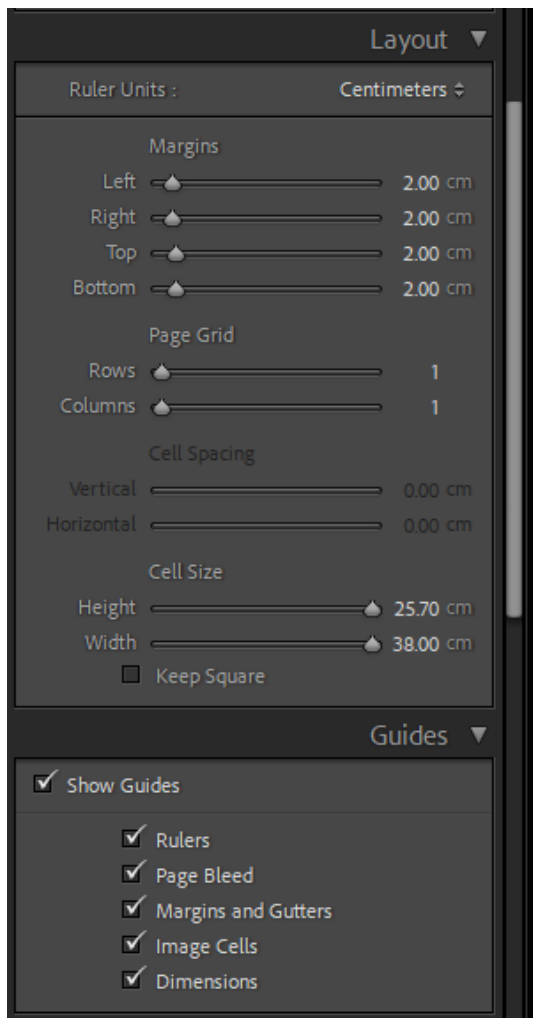 Layout
Ruler Units : Centimeters
Margins
Left 2.00 cm
Right 2.00 cm
Top 2.00 cm
Bottom 2.00 cm
Page Grid
Rows 1
Columns 1
Cell Spacing
Vertical 0.00 cm
Horizontal 0.00 cm
Cell Size
Height 25.70 cm
Width 38.00 cm
Keep Square
Guides
Show Guides
Rulers
Page Bleed
Margins and Gutters
Image Cells
Dimensions